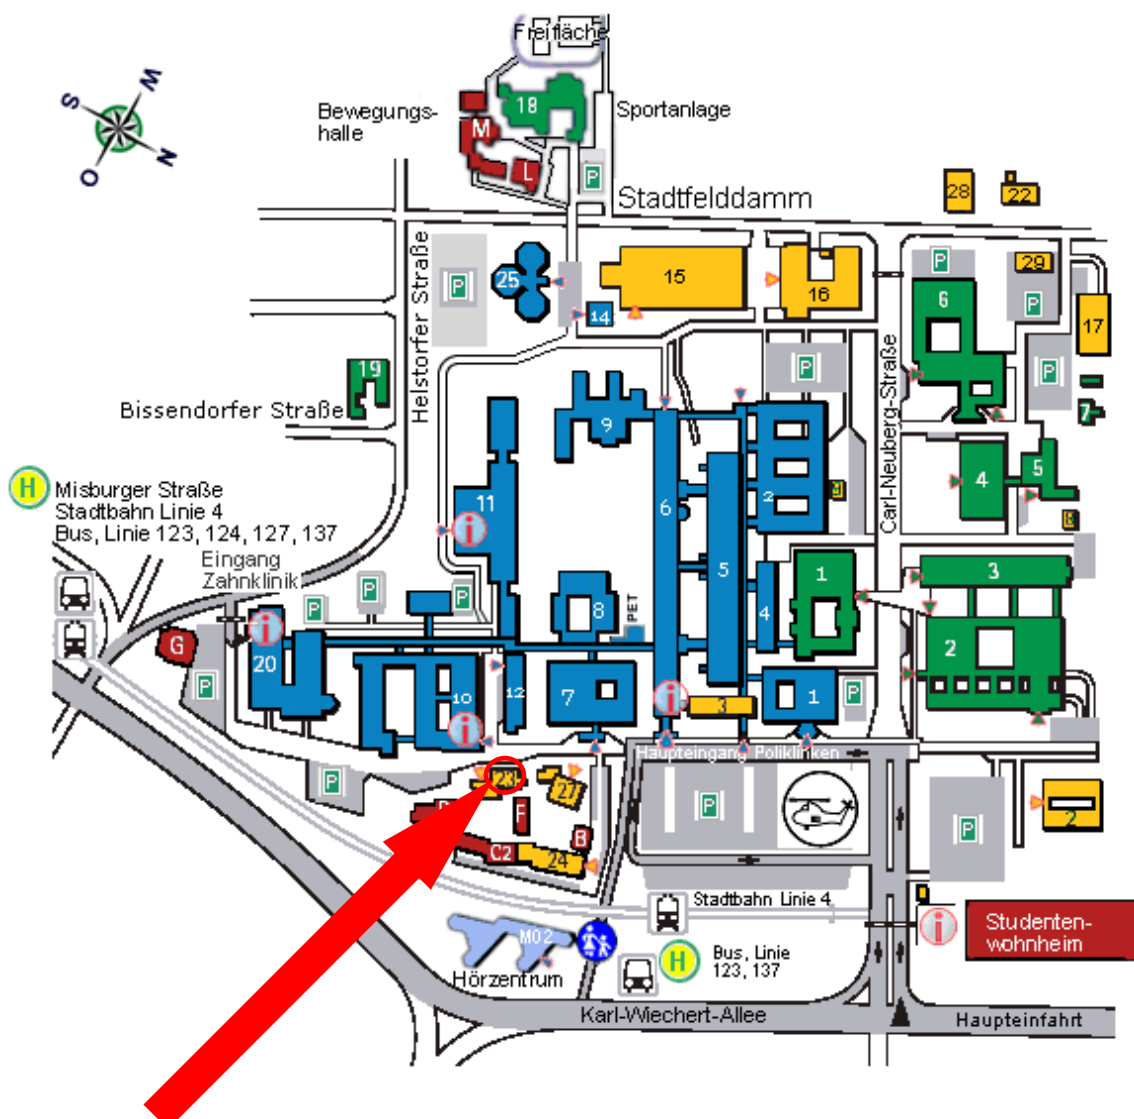 Freifläche
W
S
N
O
Bewegungs-
halle
18
M
L
Sportanlage
P
Stadtfelddamm
28
22
Helstorfer Straße
P
25
14
15
16
P
6
29
P
17
19
Bissendorfer Straße
P
P
Carl-Neuberg-Straße
7
9
11
i
6
2
9
5
4
5
8
H
Misburger Straße
Stadtbahn Linie 4
Bus, Linie 123, 124, 127, 137
Eingang
Zahnklinik
P
P
P
8
PET
4
1
3
2
G
i
20
P
10
i
12
7
i
3
1
P
Haupteingang Polikliniken
P
23
27
F
B
C2
24
P
P
2
Stadtbahn Linie 4
i
Studenten-
wohnheim
M02
Hörzentrum
H
Bus, Linie
123, 137
Karl-Wiechert-Allee
Haupteinfahrt